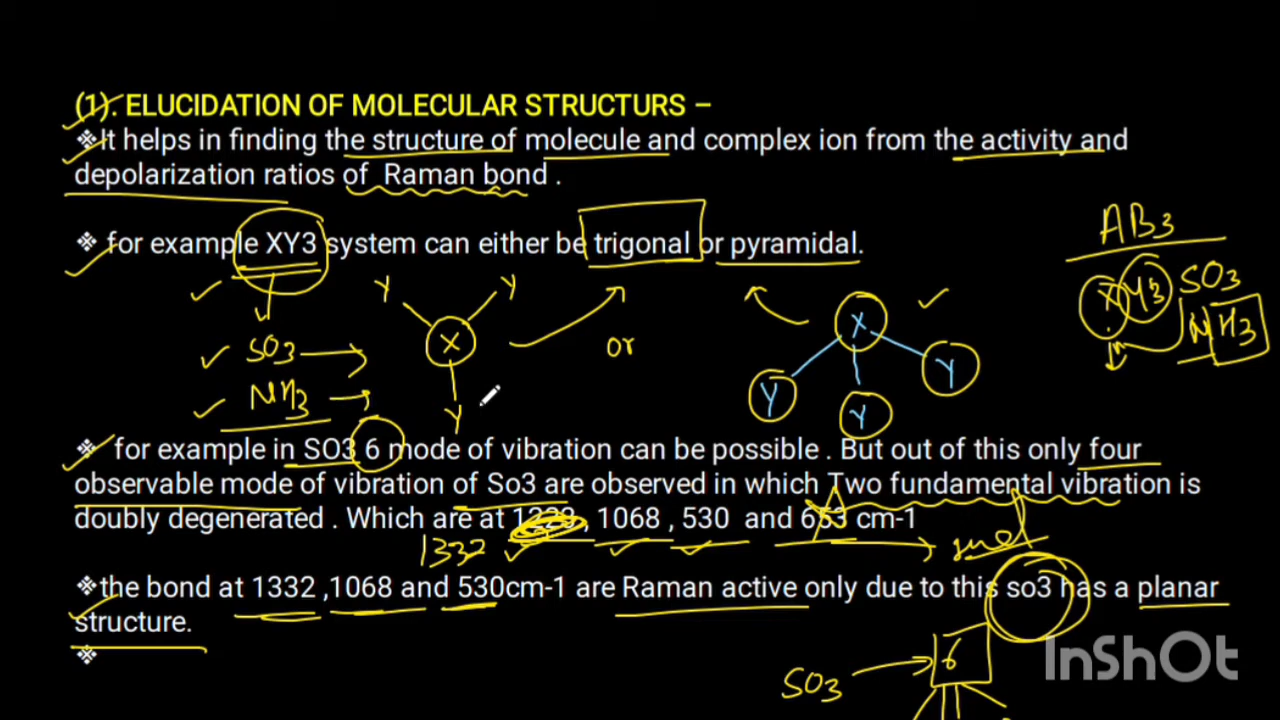 (1). ELUCIDATION OF MOLECULAR STRUCTURS –
❖It helps in finding the structure of molecule and complex ion from the activity and
depolarization ratios of Raman bond .
AB3
❖ for example XY3 system can either be trigonal or pyramidal.
Y Y
X
Y
or
X
Y Y Y
XY3 SO3
NH3
SO3
NH3
❖ for example in SO3 6 mode of vibration can be possible . But out of this only four
observable mode of vibration of So3 are observed in which Two fundamental vibration is
doubly degenerated . Which are at , 1068 , 530 and 653 cm-1
1332
❖the bond at 1332 ,1068 and 530cm-1 are Raman active only due to this so3 has a planar
structure.
❖
SO3 6
InShOt